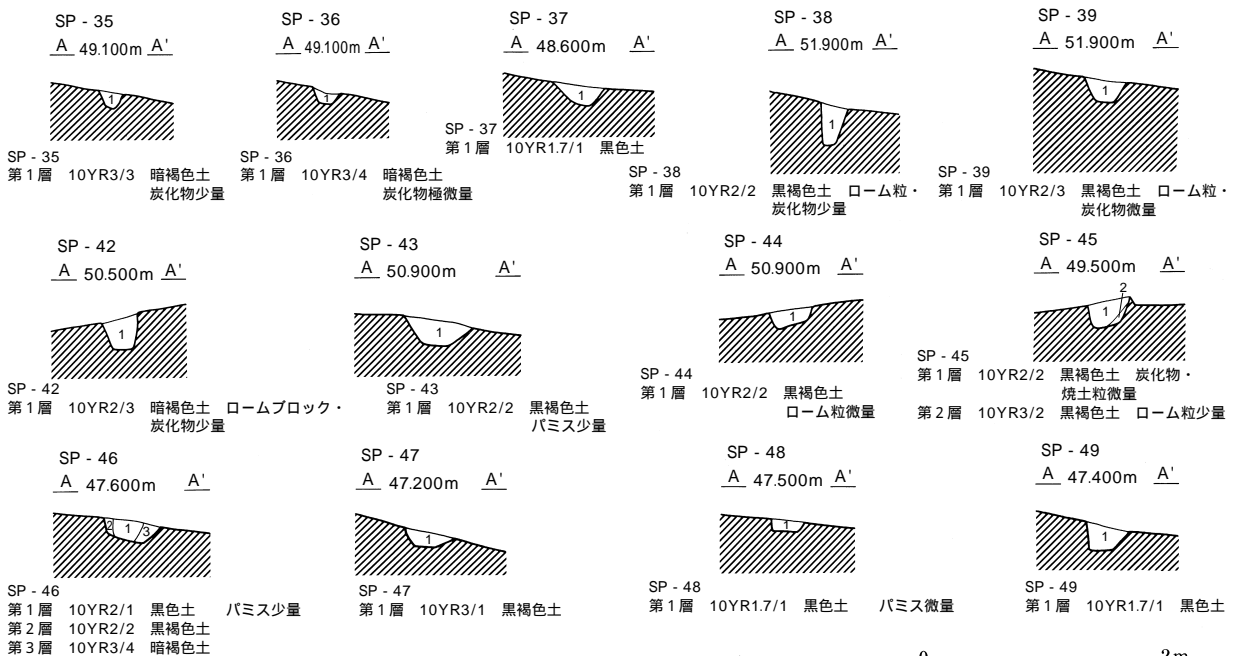 SP - 35
A 49.100m A'
1
SP - 35
第1層 10YR3/3 暗褐色土
炭化物少量
SP - 36
A 49.100m A'
1
SP - 36
第1層 10YR3/4 暗褐色土
炭化物極微量
SP - 37
A 48.600m A'
1
SP - 37
第1層 10YR1.7/1 黒色土
SP - 38
A 51.900m A'
1
SP - 38
第1層 10YR2/2 黒褐色土 ローム粒・
炭化物少量
SP - 39
A 51.900m A'
1
SP - 39
第1層 10YR2/3 黒褐色土 ローム粒・
炭化物微量
SP - 42
A 50.500m A'
1
SP - 42
第1層 10YR2/3 暗褐色土 ロームブロック・
炭化物少量
SP - 43
A 50.900m A'
1
SP - 43
第1層 10YR2/2 黒褐色土
パミス少量
SP - 44
A 50.900m A'
1
SP - 44
第1層 10YR2/2 黒褐色土
ローム粒微量
SP - 45
A 49.500m A'
2
1
SP - 45
第1層 10YR2/2 黒褐色土 炭化物・
焼土粒微量
第2層 10YR3/2 黒褐色土 ローム粒少量
SP - 46
A 47.600m A'
2 1 3
SP - 46
第1層 10YR2/1 黒色土 パミス少量
第2層 10YR2/2 黒褐色土
第3層 10YR3/4 暗褐色土
SP - 47
A 47.200m A'
1
SP - 47
第1層 10YR3/1 黒褐色土
SP - 48
A 47.500m A'
1
SP - 48
第1層 10YR1.7/1 黒色土 パミス微量
SP - 49
A 47.400m A'
1
SP - 49
第1層 10YR1.7/1 黒色土
0 2m